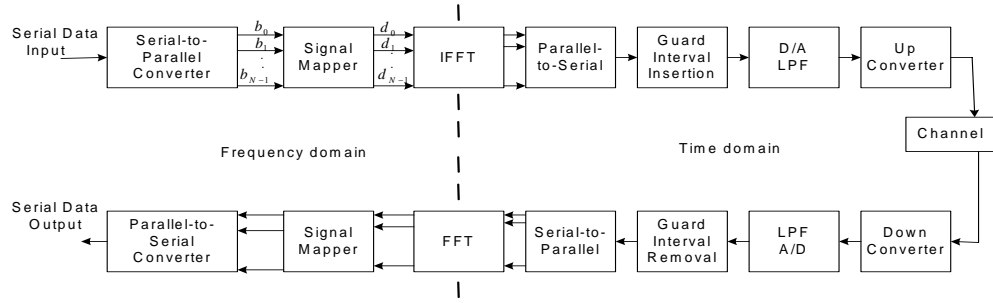 Serial Data
Input
Serial-to-
Parallel
Converter
b0
b1
.
.
bN−1
Signal
Mapper
d0
d1
.
.
dN−1
IFFT
Parallel-
to-Serial
Guard
Interval
Insertion
D/A
LPF
Up
Converter
Channel
Frequency domain
Time domain
Serial Data
Output
Parallel-to-
Serial
Converter
Signal
Mapper
FFT
Serial-to-
Parallel
Guard
Interval
Removal
LPF
A/D
Down
Converter